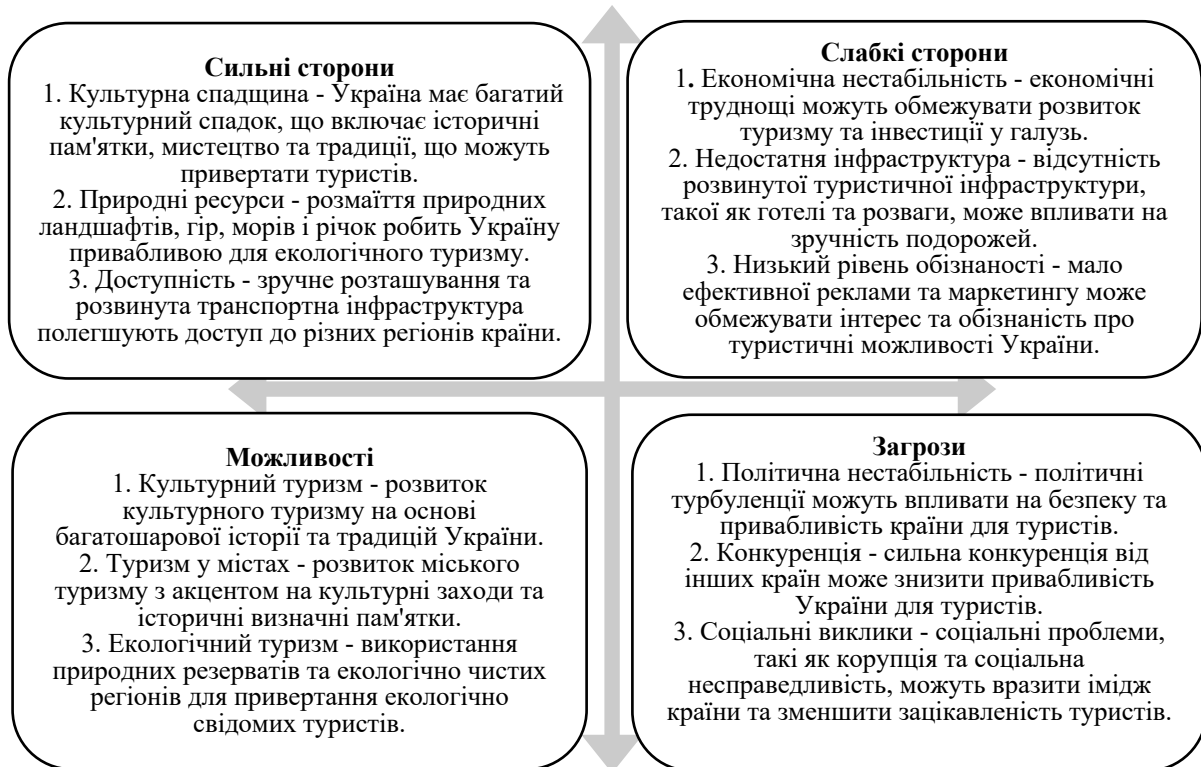 Сильні сторони
1. Культурна спадщина - Україна має багатий
культурний спадок, що включає історичні
пам'ятки, мистецтво та традиції, що можуть
привертати туристів.
2. Природні ресурси - розмаїття природних
ландшафтів, гір, морів і річок робить Україну
привабливою для екологічного туризму.
3. Доступність - зручне розташування та
розвинута транспортна інфраструктура
полегшують доступ до різних регіонів країни.
Слабкі сторони
1. Економічна нестабільність - економічні
труднощі можуть обмежувати розвиток
туризму та інвестиції у галузь.
2. Недостатня інфраструктура - відсутність
розвинутої туристичної інфраструктури,
такої як готелі та розваги, може впливати на
зручність подорожей.
3. Низький рівень обізнаності - мало
ефективної реклами та маркетингу може
обмежувати інтерес та обізнаність про
туристичні можливості України.
Можливості
1. Культурний туризм - розвиток
культурного туризму на основі
багатошарової історії та традицій України.
2. Туризм у містах - розвиток міського
туризму з акцентом на культурні заходи та
історичні визначні пам'ятки.
3. Екологічний туризм - використання
природних резерватів та екологічно чистих
регіонів для привертання екологічно
свідомих туристів.
Загрози
1. Політична нестабільність - політичні
турбуленції можуть впливати на безпеку та
привабливість країни для туристів.
2. Конкуренція - сильна конкуренція від
інших країн може знизити привабливість
України для туристів.
3. Соціальні виклики - соціальні проблеми,
такі як корупція та соціальна
несправедливість, можуть вразити імідж
країни та зменшити зацікавленість туристів.